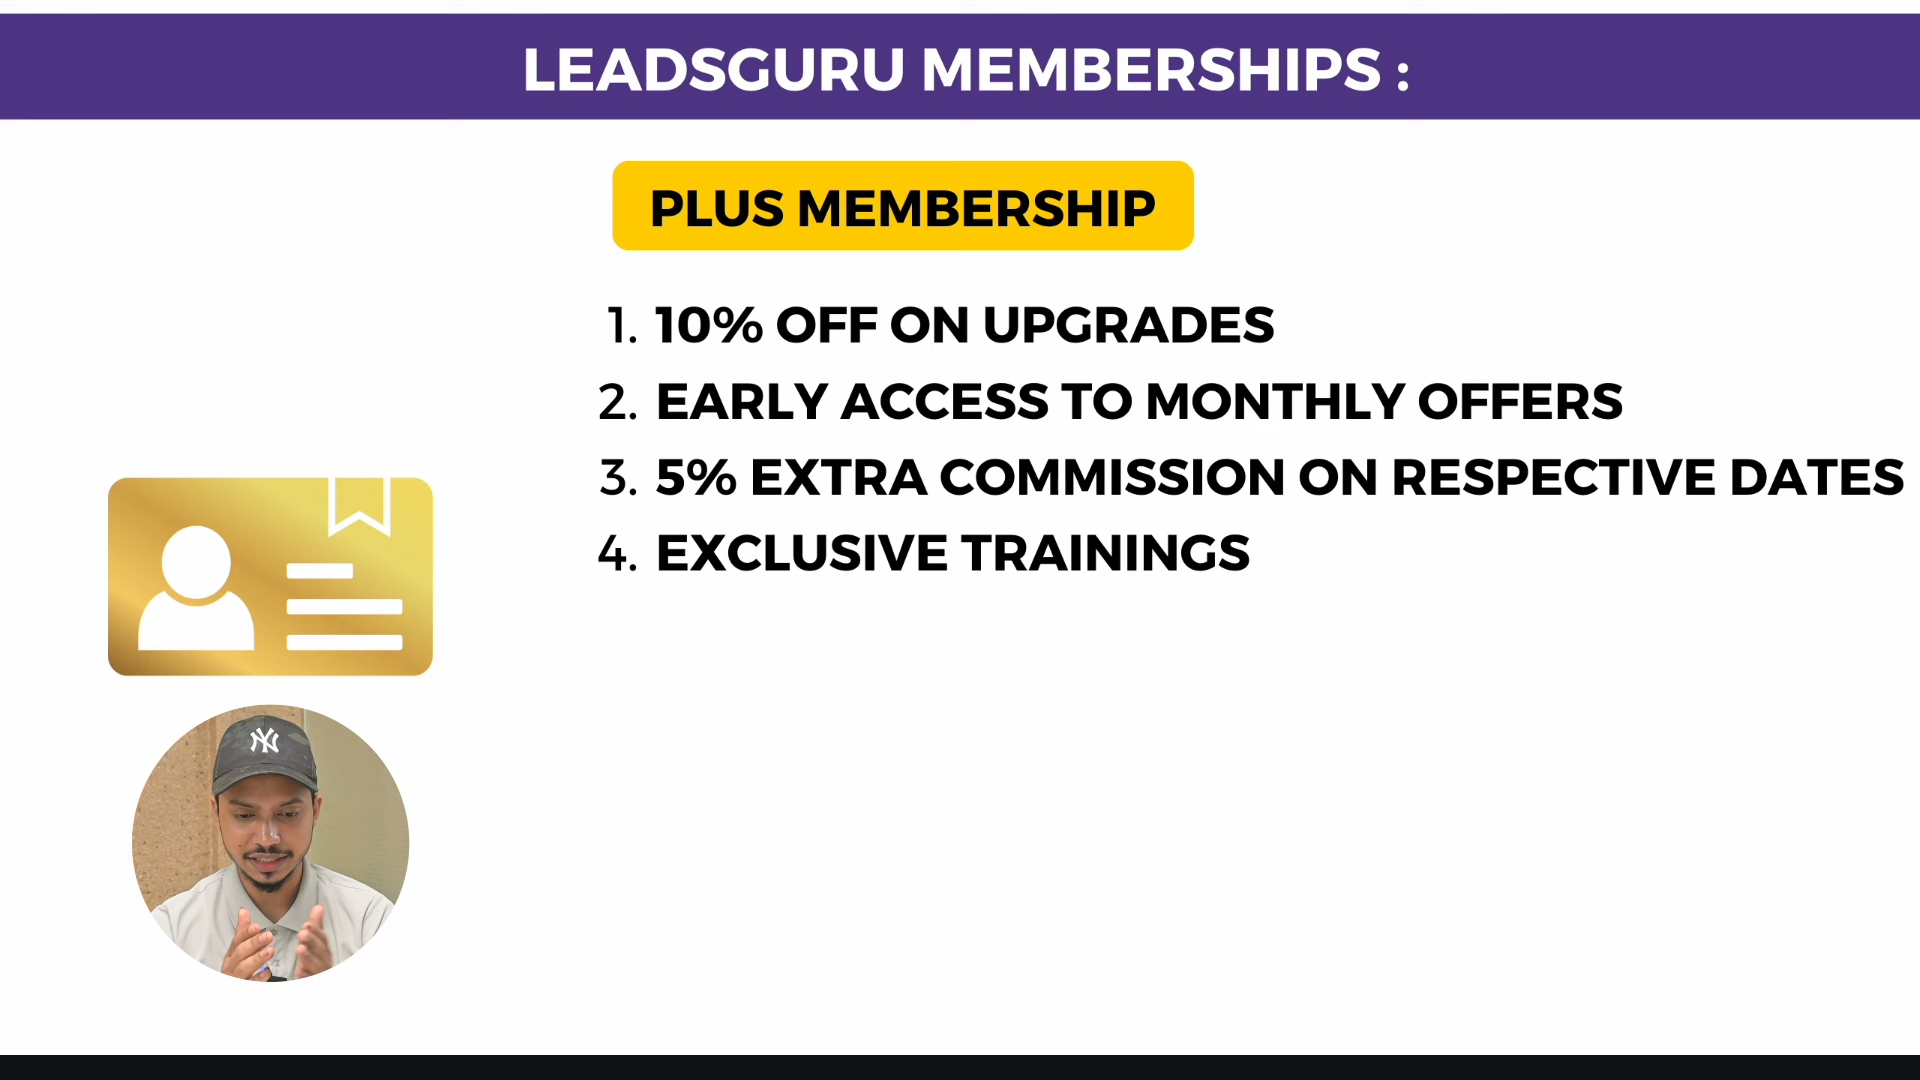 LEADSGURU MEMBERSHIPS :
PLUS MEMBERSHIP
1. 10% OFF ON UPGRADES
2. EARLY ACCESS TO MONTHLY OFFERS
3. 5% EXTRA COMMISSION ON RESPECTIVE DATES
4. EXCLUSIVE TRAININGS
NY